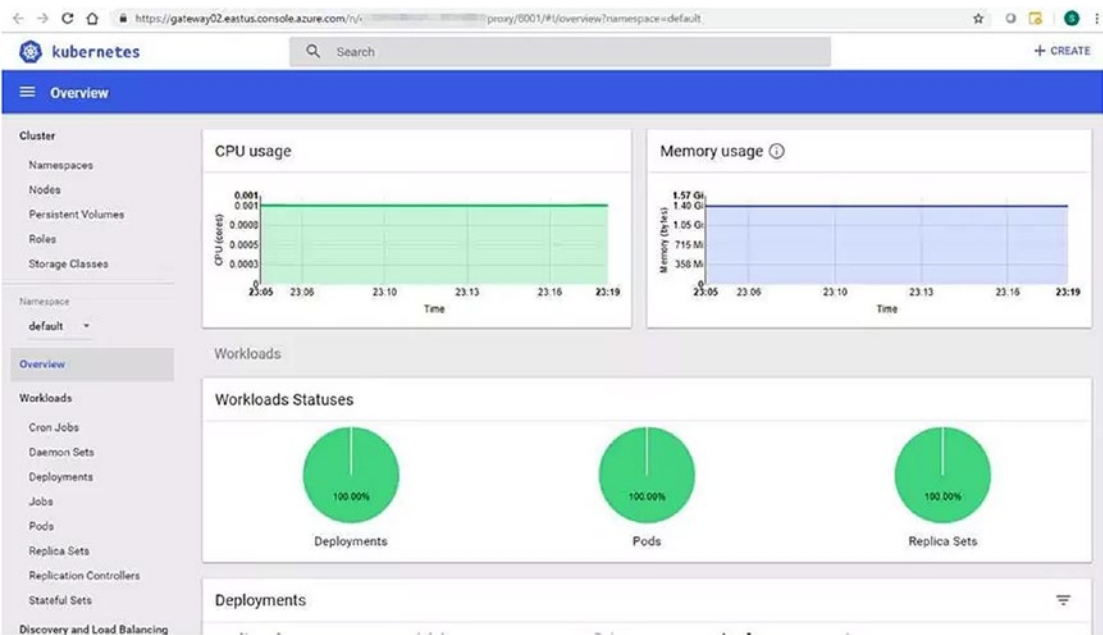 https://gateway02.eastus.console.azure.com/n/ proxy/8001/#!/overview?namespace=default
kubernetes
Search
+ CREATE
Overview
Cluster
Namespaces
Nodes
Persistent Volumes
Roles
Storage Classes
Namespace
default
Overview
Workloads
Cron Jobs
Daemon Sets
Deployments
Jobs
Pods
Replica Sets
Replication Controllers
Stateful Sets
Discovery and Load Balancing
CPU usage
CPU (cores)
0.001
0.001
0.0008
0.0005
0.0003
0
23:05 23:06 23:10 23:13 23:16 23:19
Time
Memory usage
Memory (bytes)
1.57 Gi
1.40 Gi
1.05 Gi
715 Mi
358 Mi
0
23:05 23:06 23:10 23:13 23:16 23:19
Time
Workloads
Workloads Statuses
100.00% 100.00% 100.00%
Deployments Pods Replica Sets
Deployments